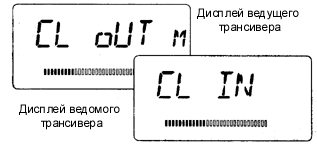 Дисплей ведущего
трансивера
CL oUT M
CL IN
Дисплей ведомого
трансивера